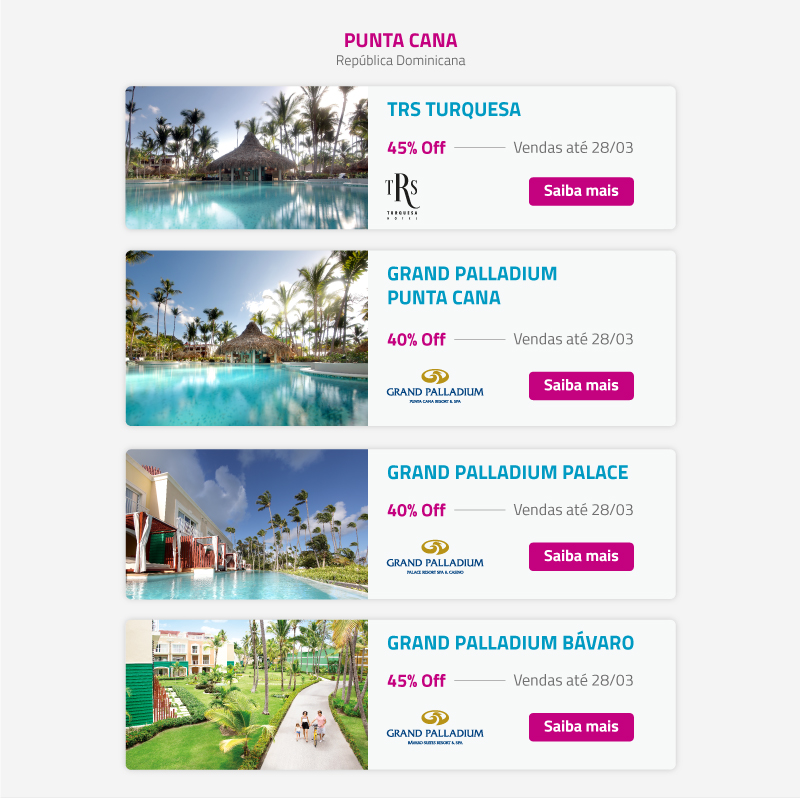 PUNTA CANA
República Dominicana
TRS TURQUESA
45% Off
Vendas até 28/03
TRS
TURQUESA
HOTEL
Saiba mais
GRAND PALLADIUM
PUNTA CANA
40% Off
Vendas até 28/03
GRAND PALLADIUM
PUNTA CANA RESORT & SPA
Saiba mais
GRAND PALLADIUM PALACE
40% Off
Vendas até 28/03
GRAND PALLADIUM
PALACE RESORT SPA & CASINO
Saiba mais
GRAND PALLADIUM BÁVARO
45% Off
Vendas até 28/03
GRAND PALLADIUM
BÁVARO SUITES RESORT & SPA
Saiba mais